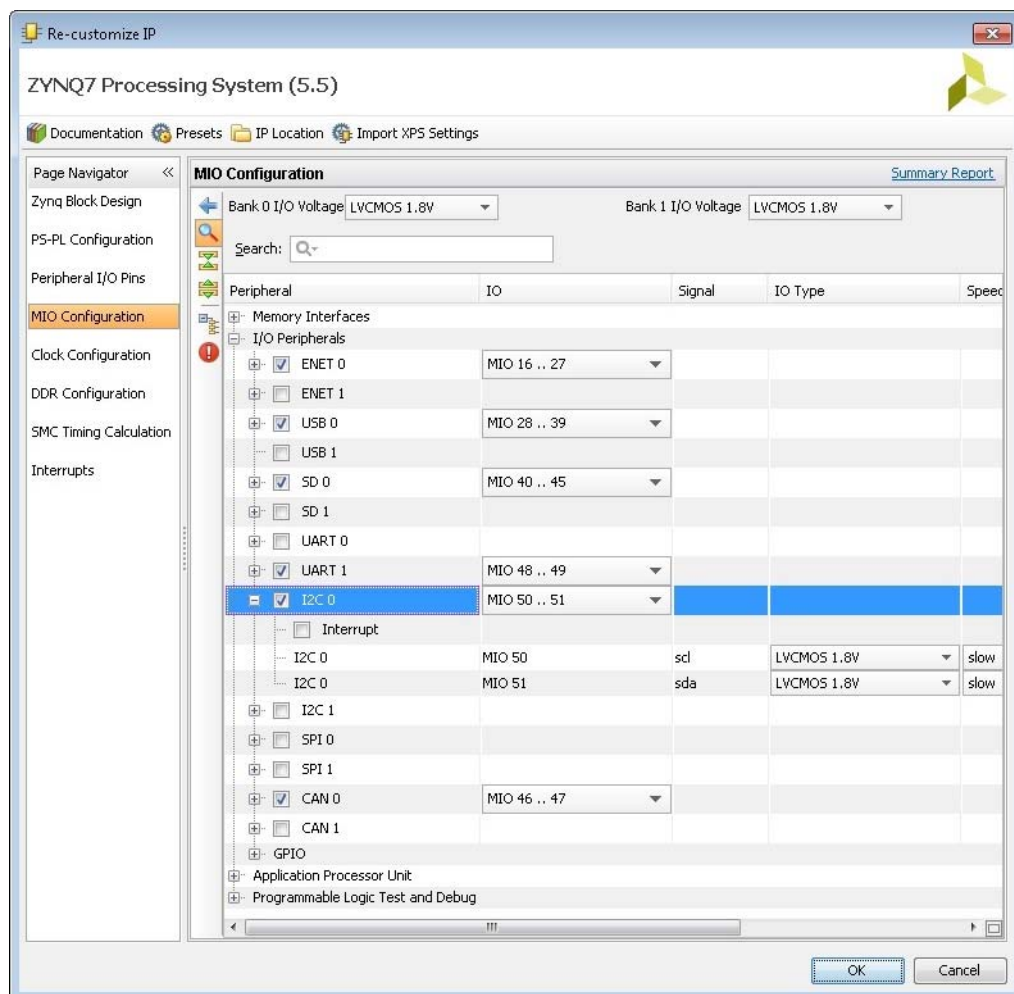 Re-customize IP
ZYNQ7 Processing System (5.5)
Documentation Presets IP Location Import XPS Settings
Page Navigator «
Zynq Block Design
PS-PL Configuration
Peripheral I/O Pins
MIO Configuration
Clock Configuration
DDR Configuration
SMC Timing Calculation
Interrupts
MIO Configuration Summary Report
Bank 0 I/O Voltage LVCMOS 1.8V Bank 1 I/O Voltage LVCMOS 1.8V
Search:
Peripheral IO Signal IO Type Speed
Memory Interfaces
I/O Peripherals
ENET 0 MIO 16 .. 27
ENET 1
USB 0 MIO 28 .. 39
USB 1
SD 0 MIO 40 .. 45
SD 1
UART 0
UART 1 MIO 48 .. 49
I2C 0 MIO 50 .. 51
Interrupt
I2C 0 MIO 50 scl LVCMOS 1.8V slow
I2C 0 MIO 51 sda LVCMOS 1.8V slow
I2C 1
SPI 0
SPI 1
CAN 0 MIO 46 .. 47
CAN 1
GPIO
Application Processor Unit
Programmable Logic Test and Debug
OK Cancel